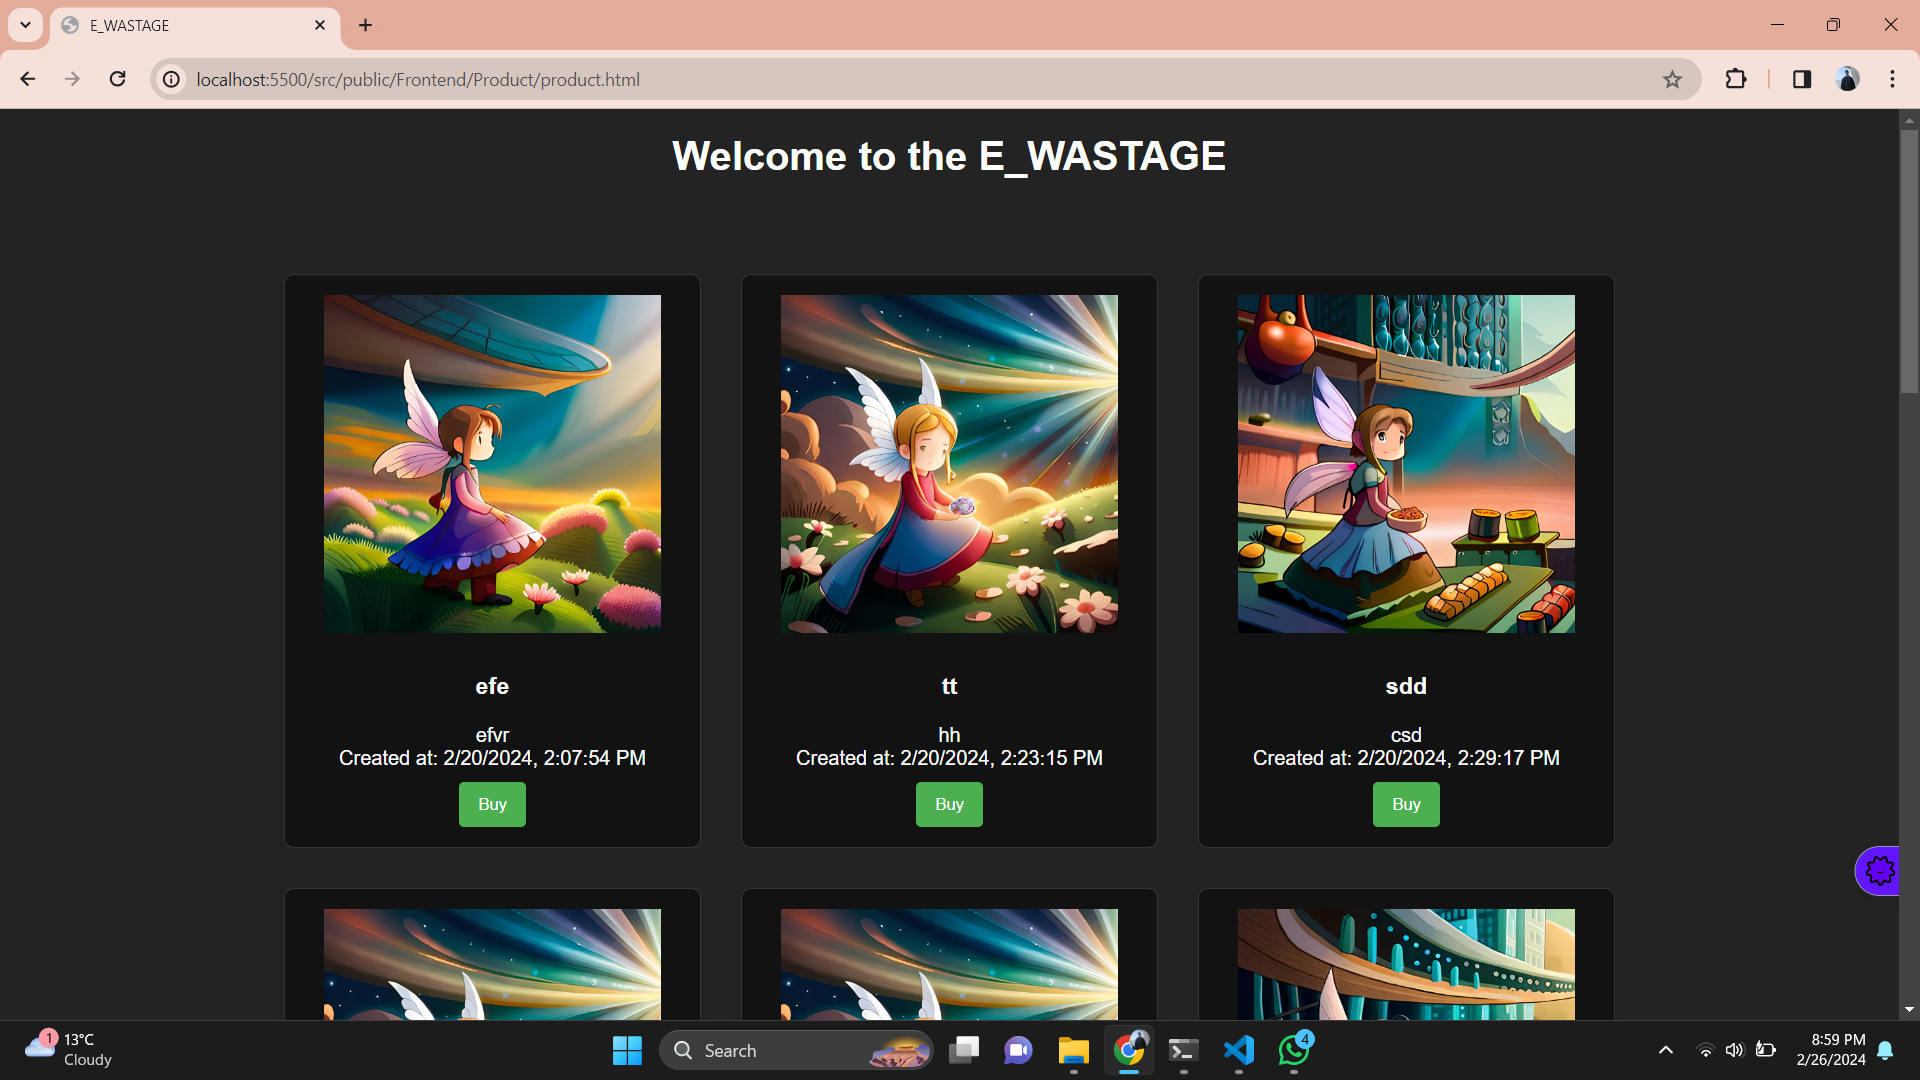 E_WASTAGE
localhost:5500/src/public/Frontend/Product/product.html
Welcome to the E_WASTAGE
efe
efvr
Created at: 2/20/2024, 2:07:54 PM
Buy
tt
hh
Created at: 2/20/2024, 2:23:15 PM
Buy
sdd
csd
Created at: 2/20/2024, 2:29:17 PM
Buy
1
13°C
Cloudy
Search
4
8:59 PM
2/26/2024